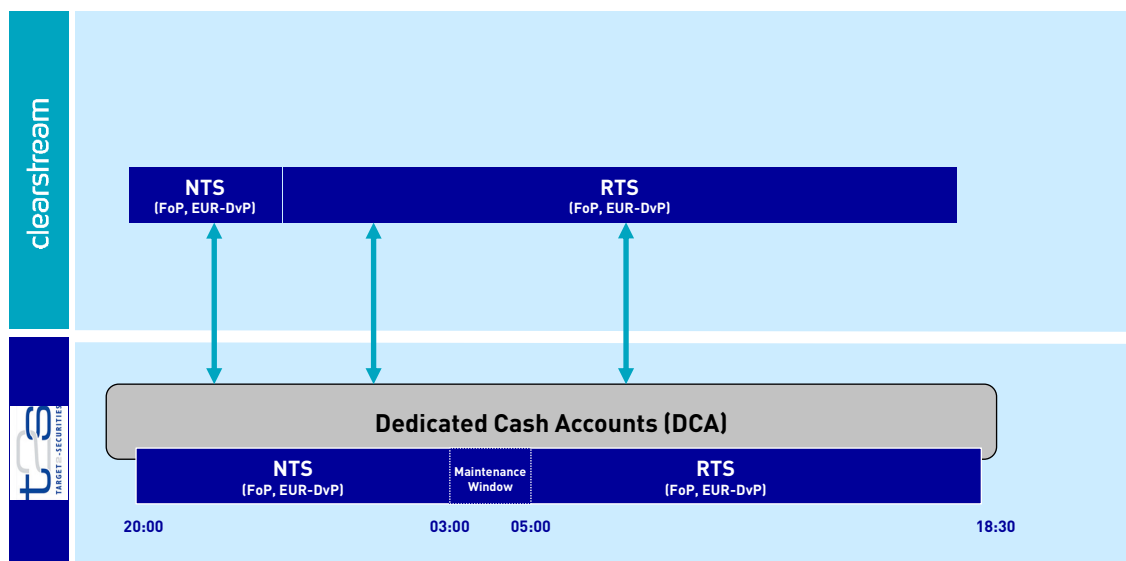 clearstream
NTS
(FoP, EUR-DvP)
RTS
(FoP, EUR-DvP)
t2s
TARGET2-SECURITIES
Dedicated Cash Accounts (DCA)
NTS
(FoP, EUR-DvP)
Maintenance
Window
RTS
(FoP, EUR-DvP)
20:00
03:00
05:00
18:30